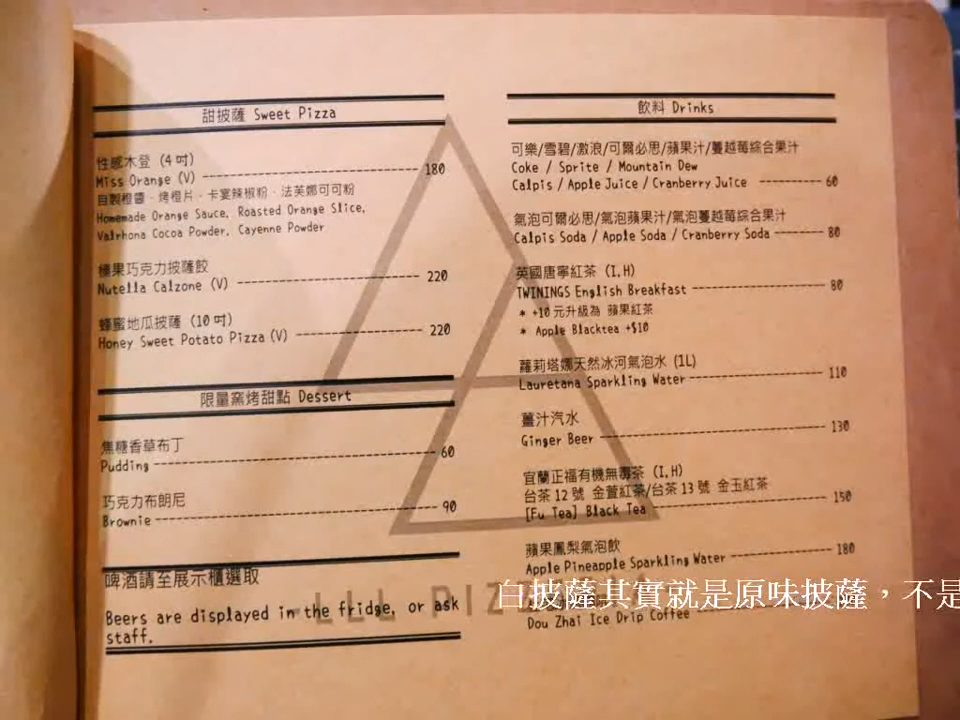 甜披薩 Sweet Pizza
性感木登 (4吋)
Miss Orange (V) 180
自製橙醬．烤橙片．卡宴辣椒粉．法芙娜可可粉
Homemade Orange Sauce, Roasted Orange Slice,
Valrhona Cocoa Powder, Cayenne Powder
榛果巧克力披薩餃
Nutella Calzone (V) 220
蜂蜜地瓜披薩 (10吋)
Honey Sweet Potato Pizza (V) 220
限量窯烤甜點 Dessert
焦糖香草布丁
Pudding 60
巧克力布朗尼
Brownie 90
啤酒請至展示櫃選取
Beers are displayed in the fridge, or ask
staff.
飲料 Drinks
可樂/雪碧/激浪/可爾必思/蘋果汁/蔓越莓綜合果汁
Coke / Sprite / Mountain Dew
Calpis / Apple Juice / Cranberry Juice 60
氣泡可爾必思/氣泡蘋果汁/氣泡蔓越莓綜合果汁
Calpis Soda / Apple Soda / Cranberry Soda 80
英國唐寧紅茶 (I,H)
TWININGS English Breakfast 80
* +10 元升級為 蘋果紅茶
* Apple Blacktea +$10
蘿莉塔娜天然冰河氣泡水 (1L)
Lauretana Sparkling Water 110
薑汁汽水
Ginger Beer 130
宜蘭正福有機無毒茶 (I,H)
台茶12號 金萱紅茶/台茶13號 金玉紅茶
[Fu Tea] Black Tea 150
蘋果鳳梨氣泡飲
Apple Pineapple Sparkling Water 180
Dou Zhai Ice Drip Coffee
LLL PIZ
白披薩其實就是原味披薩，不是